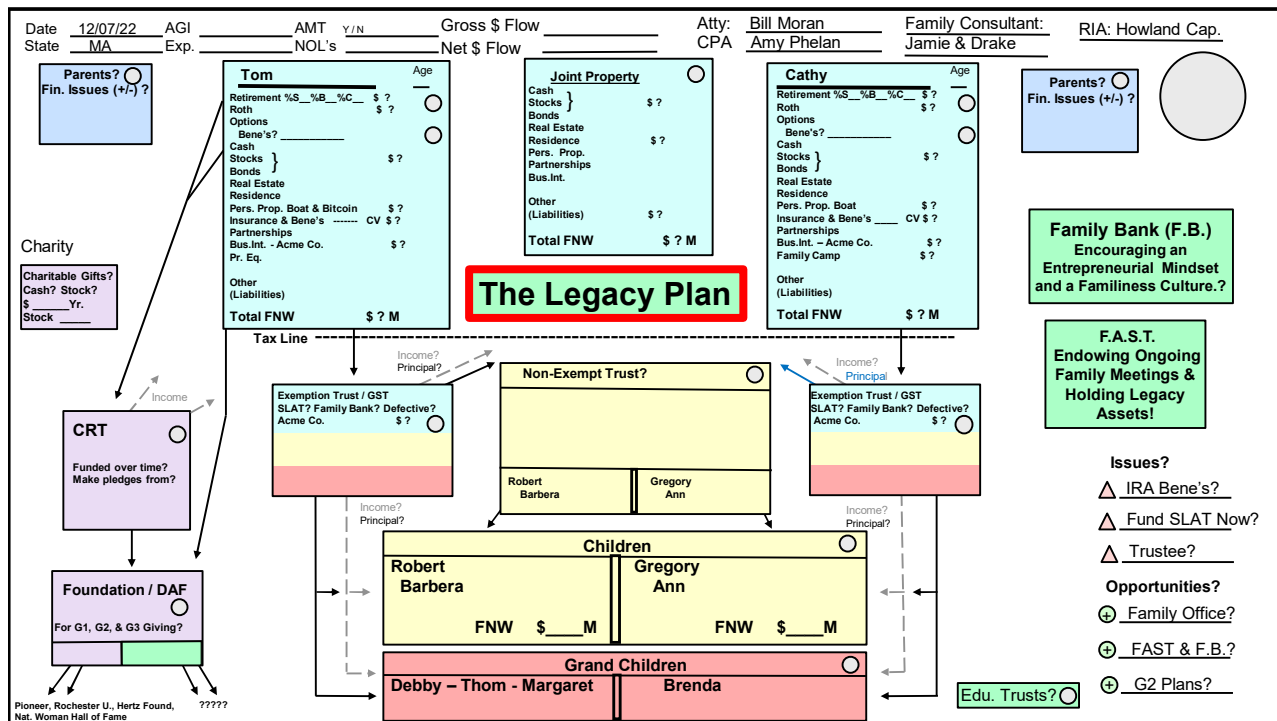 Date 12/07/22 AGI AMT Y / N Gross $ Flow Atty: Bill Moran Family Consultant: RIA: Howland Cap.
State MA Exp. NOL's Net $ Flow CPA Amy Phelan Jamie & Drake
Parents?
Fin. Issues (+/-) ?
Tom Age
Retirement %S__%B__%C__ $ ?
Roth $ ?
Options
Bene's? ___________
Cash
Stocks } $ ?
Bonds
Real Estate
Residence
Pers. Prop. Boat & Bitcoin $ ?
Insurance & Bene's ------- CV $ ?
Partnerships
Bus.Int. - Acme Co. $ ?
Pr. Eq.
Other
(Liabilities)
Total FNW $ ? M
Joint Property
Cash
Stocks } $ ?
Bonds
Real Estate
Residence $ ?
Pers. Prop.
Partnerships
Bus.Int.
Other
(Liabilities) $ ?
Total FNW $ ? M
Cathy Age
Retirement %S__%B__%C__ $ ?
Roth $ ?
Options
Bene's? ___________
Cash
Stocks } $ ?
Bonds
Real Estate
Residence
Pers. Prop. Boat $ ?
Insurance & Bene's ____ CV $ ?
Partnerships
Bus.Int. – Acme Co. $ ?
Family Camp $ ?
Other
(Liabilities)
Total FNW $ ? M
Parents?
Fin. Issues (+/-) ?
Charity
Charitable Gifts?
Cash? Stock?
$ ______Yr.
Stock _____
The Legacy Plan
Family Bank (F.B.)
Encouraging an
Entrepreneurial Mindset
and a Familiness Culture.?
F.A.S.T.
Endowing Ongoing
Family Meetings &
Holding Legacy
Assets!
Tax Line
Income?
Principal?
Income?
Principal
Income
Exemption Trust / GST
SLAT? Family Bank? Defective?
Acme Co. $ ?
Non-Exempt Trust?
Robert Gregory
Barbera Ann
Exemption Trust / GST
SLAT? Family Bank? Defective?
Acme Co. $ ?
CRT
Funded over time?
Make pledges from?
Income?
Principal?
Income?
Principal?
Children
Robert Gregory
Barbera Ann
FNW $____M FNW $____M
Grand Children
Debby – Thom - Margaret Brenda
Foundation / DAF
For G1, G2, & G3 Giving?
Pioneer, Rochester U., Hertz Found, ?????
Nat. Woman Hall of Fame
Issues?
IRA Bene's?
Fund SLAT Now?
Trustee?
Opportunities?
+ Family Office?
+ FAST & F.B.?
+ G2 Plans?
Edu. Trusts?